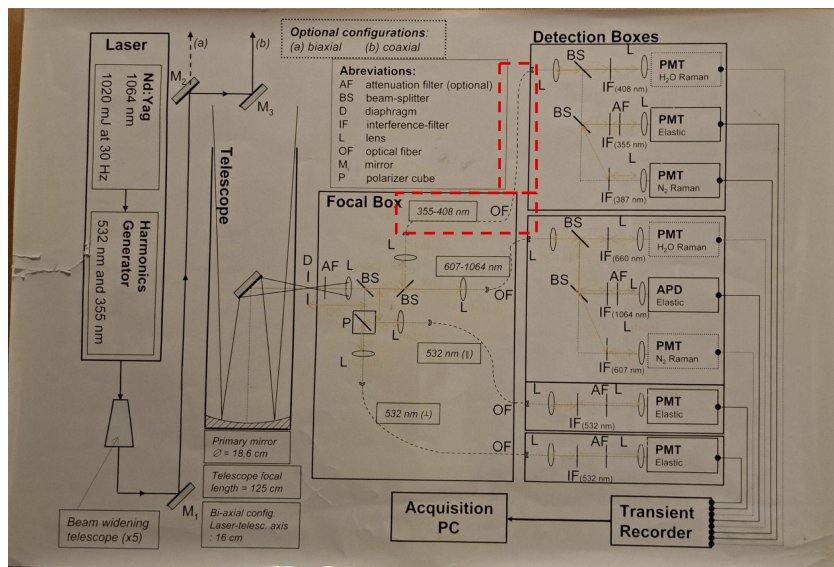 Laser
Nd:Yag
1064 nm
1020 mJ at 30 Hz
Harmonics
Generator
532 nm and 355 nm
Beam widening
telescope (x5)
M1
M2
M3
(a)
(b)
Optional configurations:
(a) biaxial (b) coaxial
Abreviations:
AF attenuation filter (optional)
BS beam-splitter
D diaphragm
IF interference-filter
L lens
OF optical fiber
Mi mirror
P polarizer cube
Telescope
Primary mirror
Ø = 18,6 cm
Telescope focal
length = 125 cm
Bi-axial config.
Laser-telesc. axis
: 16 cm
Focal Box
355-408 nm
OF
L
D
AF
L
BS
BS
607-1064 nm
L
OF
P
L
532 nm (||)
L
532 nm (⊥)
OF
OF
Detection Boxes
L
BS
L
IF(408 nm)
PMT
H2O Raman
BS
AF
L
IF(355 nm)
PMT
Elastic
L
IF(387 nm)
PMT
N2 Raman
L
BS
L
IF(660 nm)
PMT
H2O Raman
BS
AF
L
IF(1064 nm)
APD
Elastic
L
IF(607 nm)
PMT
N2 Raman
L
AF
L
IF(532 nm)
PMT
Elastic
L
AF
L
IF(532 nm)
PMT
Elastic
Acquisition
PC
Transient
Recorder